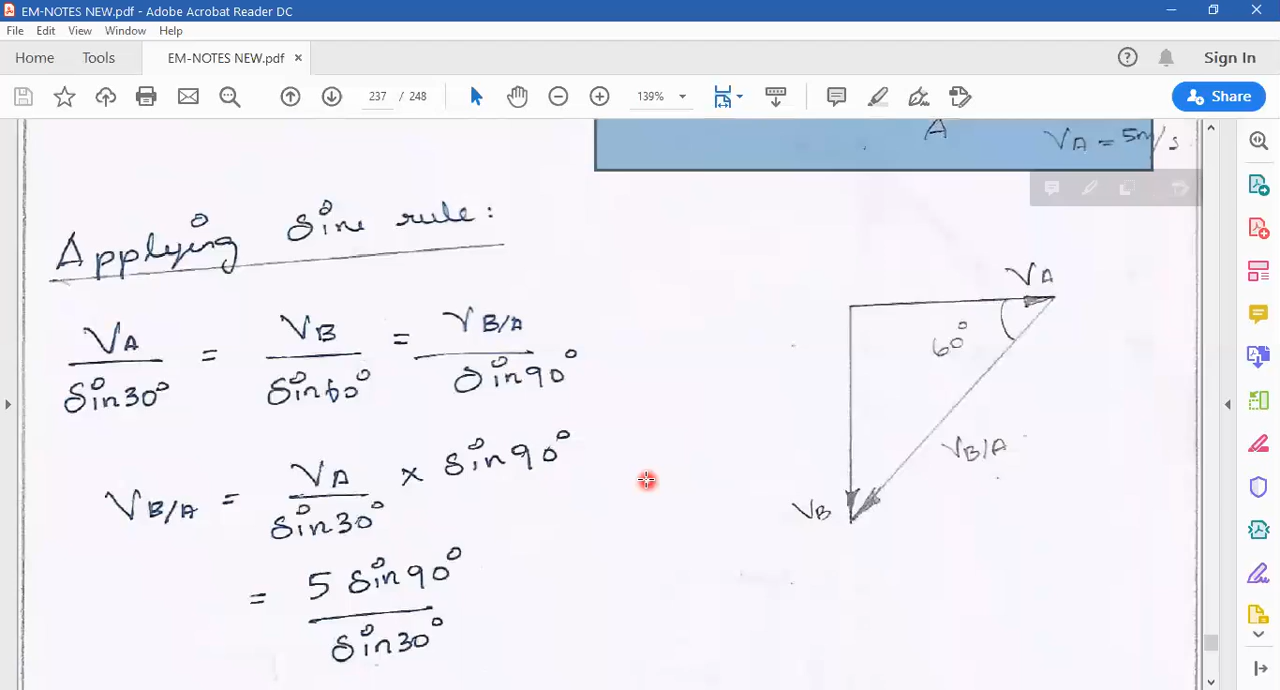 EM-NOTES NEW.pdf - Adobe Acrobat Reader DC
File Edit View Window Help
Home Tools EM-NOTES NEW.pdf × Sign In
237 / 248 139% Share
A VA = 5m/s
Applying Sine rule:
VA
60°
VA/Sin30° = VB/Sin60° = VB/A/Sin90°
VB/A
VB/A = VA/Sin30° × Sin90°
VB
= 5 Sin90°/Sin30°